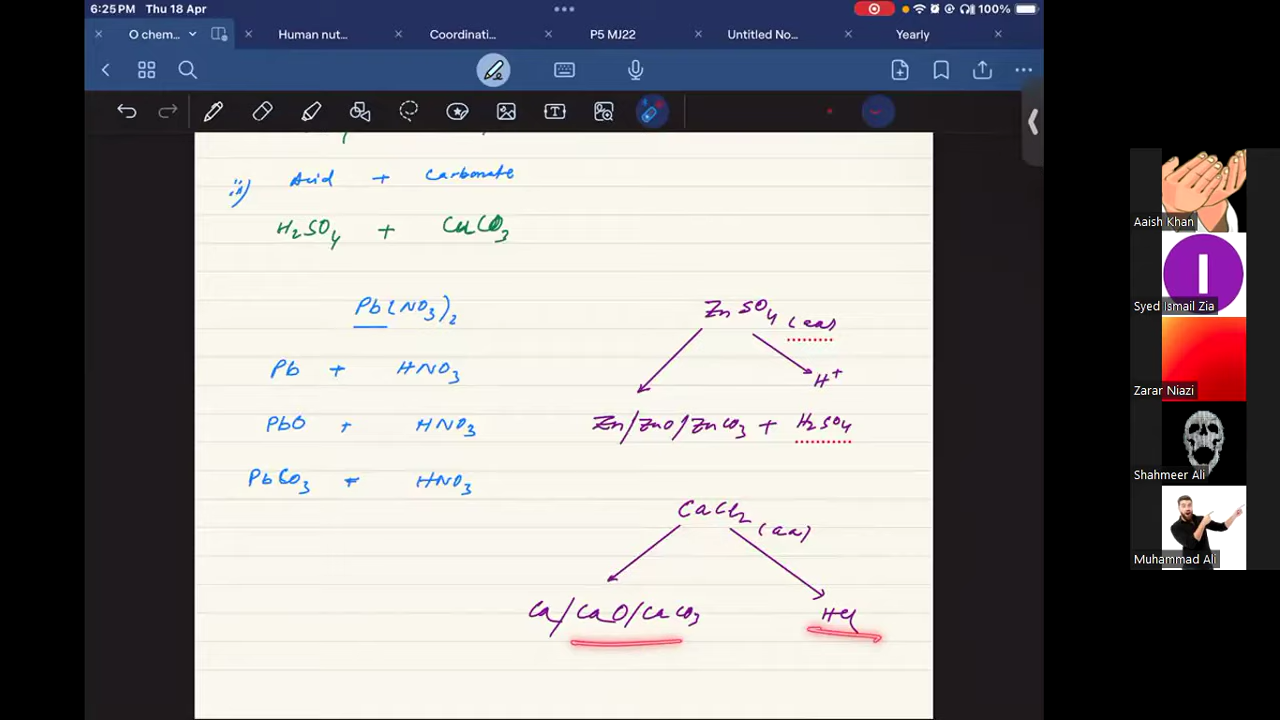 6:25 PM Thu 18 Apr
100%
O chem...
Human nut...
Coordinati...
P5 MJ22
Untitled No...
Yearly
ii) Acid + Carbonate
H2SO4 + CuCO3
Pb(NO3)2
Pb + HNO3
PbO + HNO3
PbCO3 + HNO3
ZnSO4 (aq)
H+
Zn/ZnO/ZnCO3 + H2SO4
CaCl2 (aq)
Ca/CaO/CaCO3
HCl
Aaish Khan
I
Syed Ismail Zia
Zarar Niazi
Shahmeer Ali
Muhammad Ali